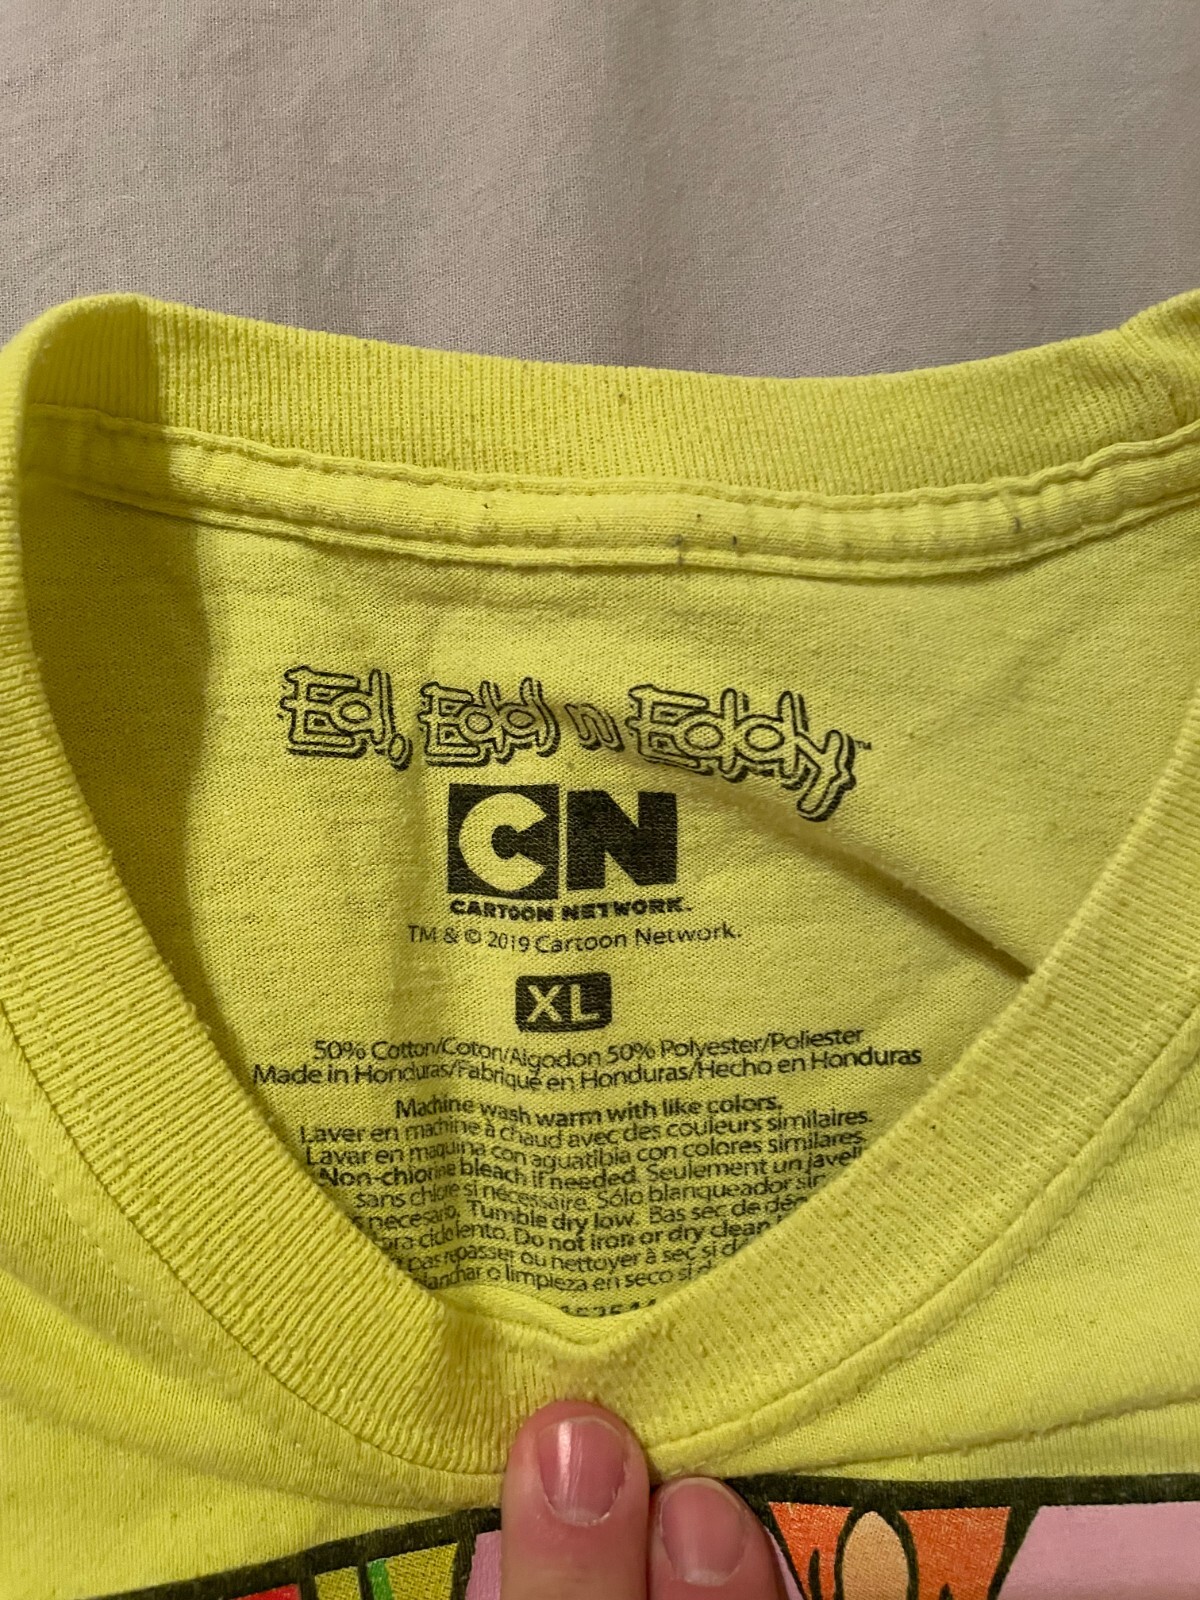 Ed, Edd n Eddy™
CN
CARTOON NETWORK.
TM & © 2019 Cartoon Network.
XL
50% Cotton/Coton/Algodon 50% Polyester/Poliester
Made in Honduras/Fabriqué en Honduras/Hecho en Honduras
Machine wash warm with like colors.
Laver en machine à chaud avec des couleurs similaires.
Lavar en maquina con aguatibia con colores similares.
Non-chlorine bleach if needed. Seulement un javell
sans chlore si nécessaire. Sólo blanqueador sin
necesario. Tumble dry low. Bas sec de
ciclo lento. Do not iron or dry clean
pas repasser ou nettoyer à sec si
planchar o limpieza en seco si